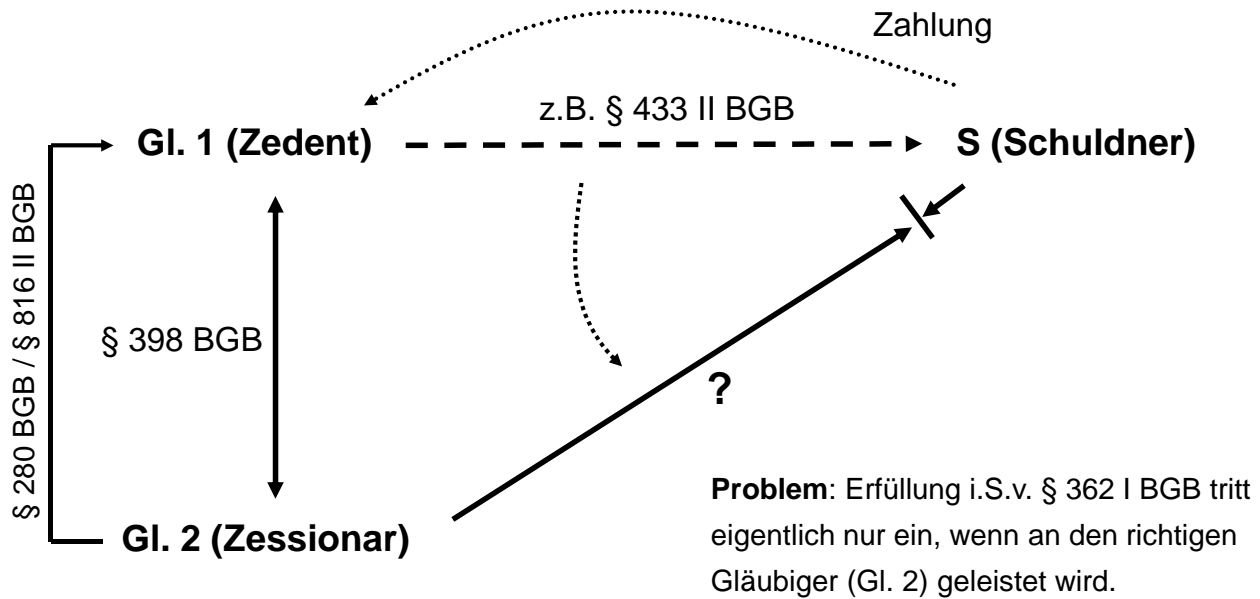 Zahlung
z.B. § 433 II BGB
Gl. 1 (Zedent)
S (Schuldner)
§ 280 BGB / § 816 II BGB
§ 398 BGB
?
Gl. 2 (Zessionar)
Problem: Erfüllung i.S.v. § 362 I BGB tritt
eigentlich nur ein, wenn an den richtigen
Gläubiger (Gl. 2) geleistet wird.